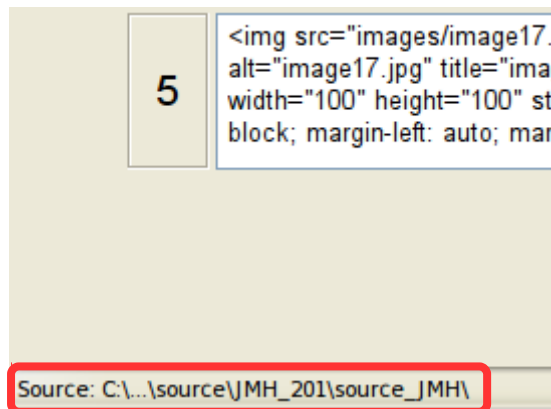 5
<img src="images/image17.
alt="image17.jpg" title="ima
width="100" height="100" st
block; margin-left: auto; mar
Source: C:\...\source\JMH_201\source_JMH\